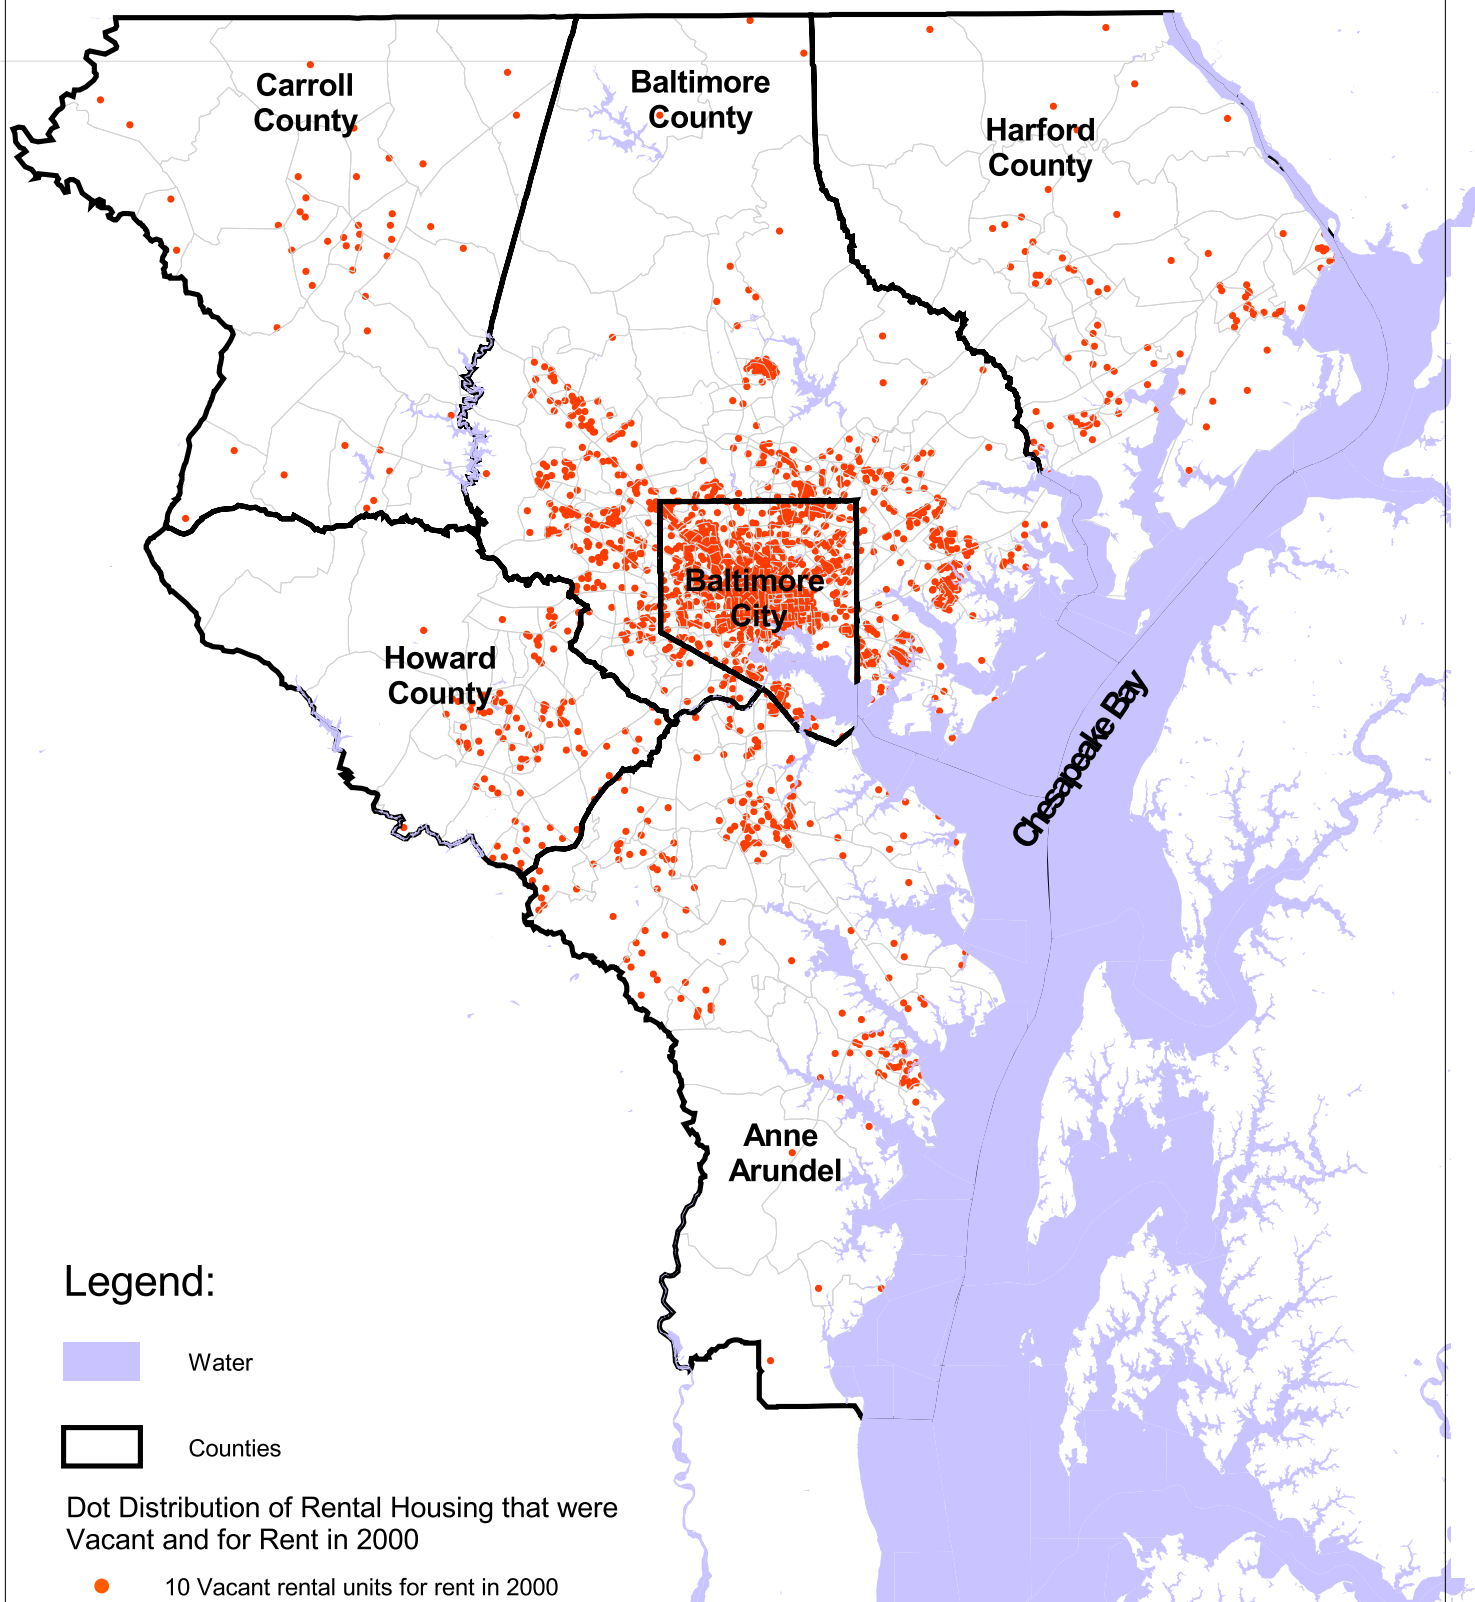 Carroll
County
Baltimore
County
Harford
County
Baltimore
City
Howard
County
Chesapeake Bay
Anne
Arundel
Legend:
Water
Counties
Dot Distribution of Rental Housing that were
Vacant and for Rent in 2000
10 Vacant rental units for rent in 2000